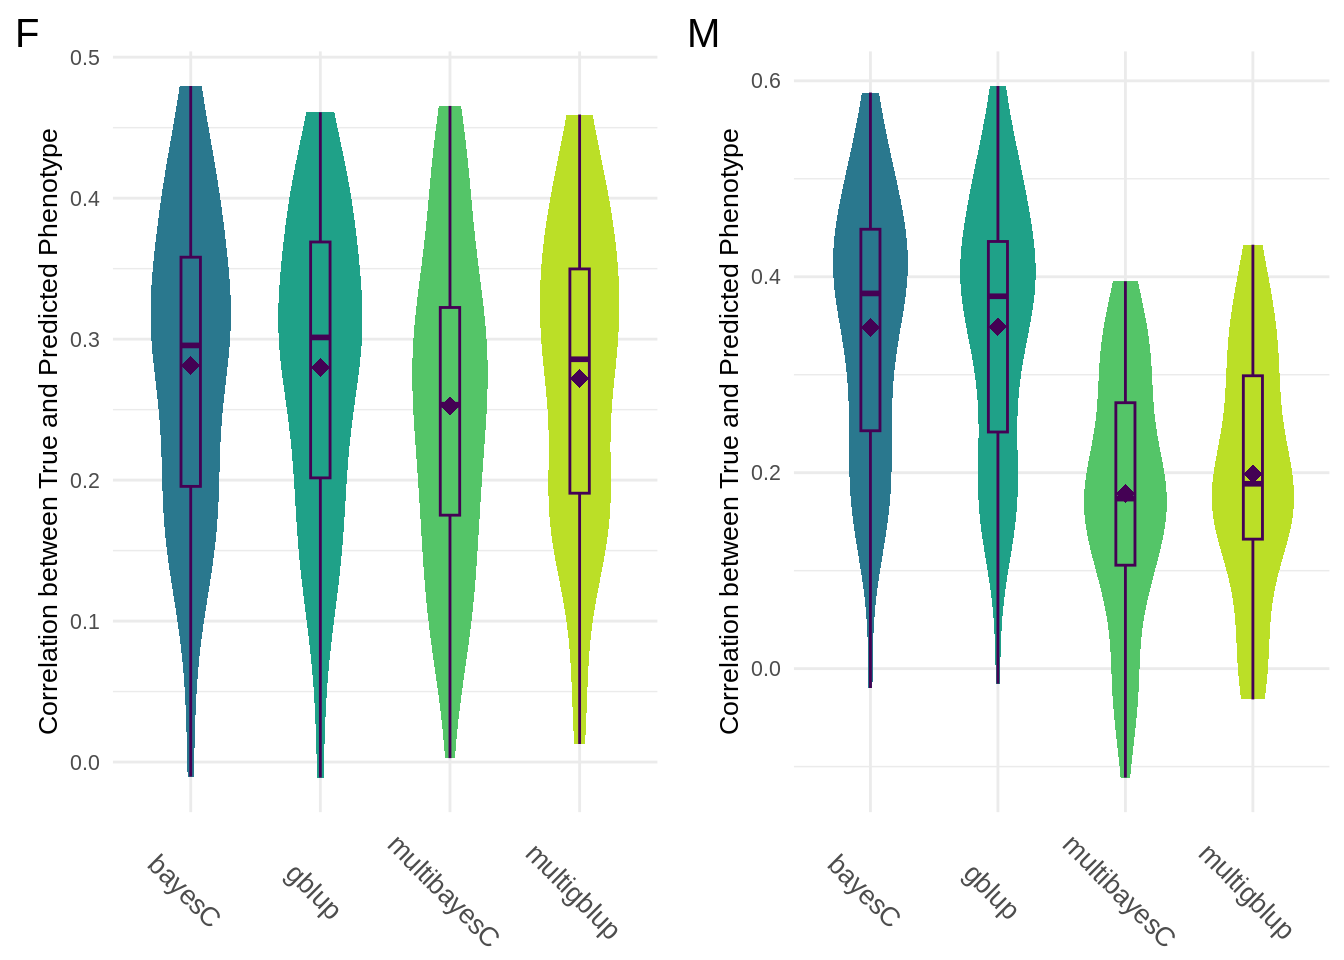 F
Correlation between True and Predicted Phenotype
0.5
0.4
0.3
0.2
0.1
0.0
bayesC
gblup
multibayesC
multigblup
M
Correlation between True and Predicted Phenotype
0.6
0.4
0.2
0.0
bayesC
gblup
multibayesC
multigblup